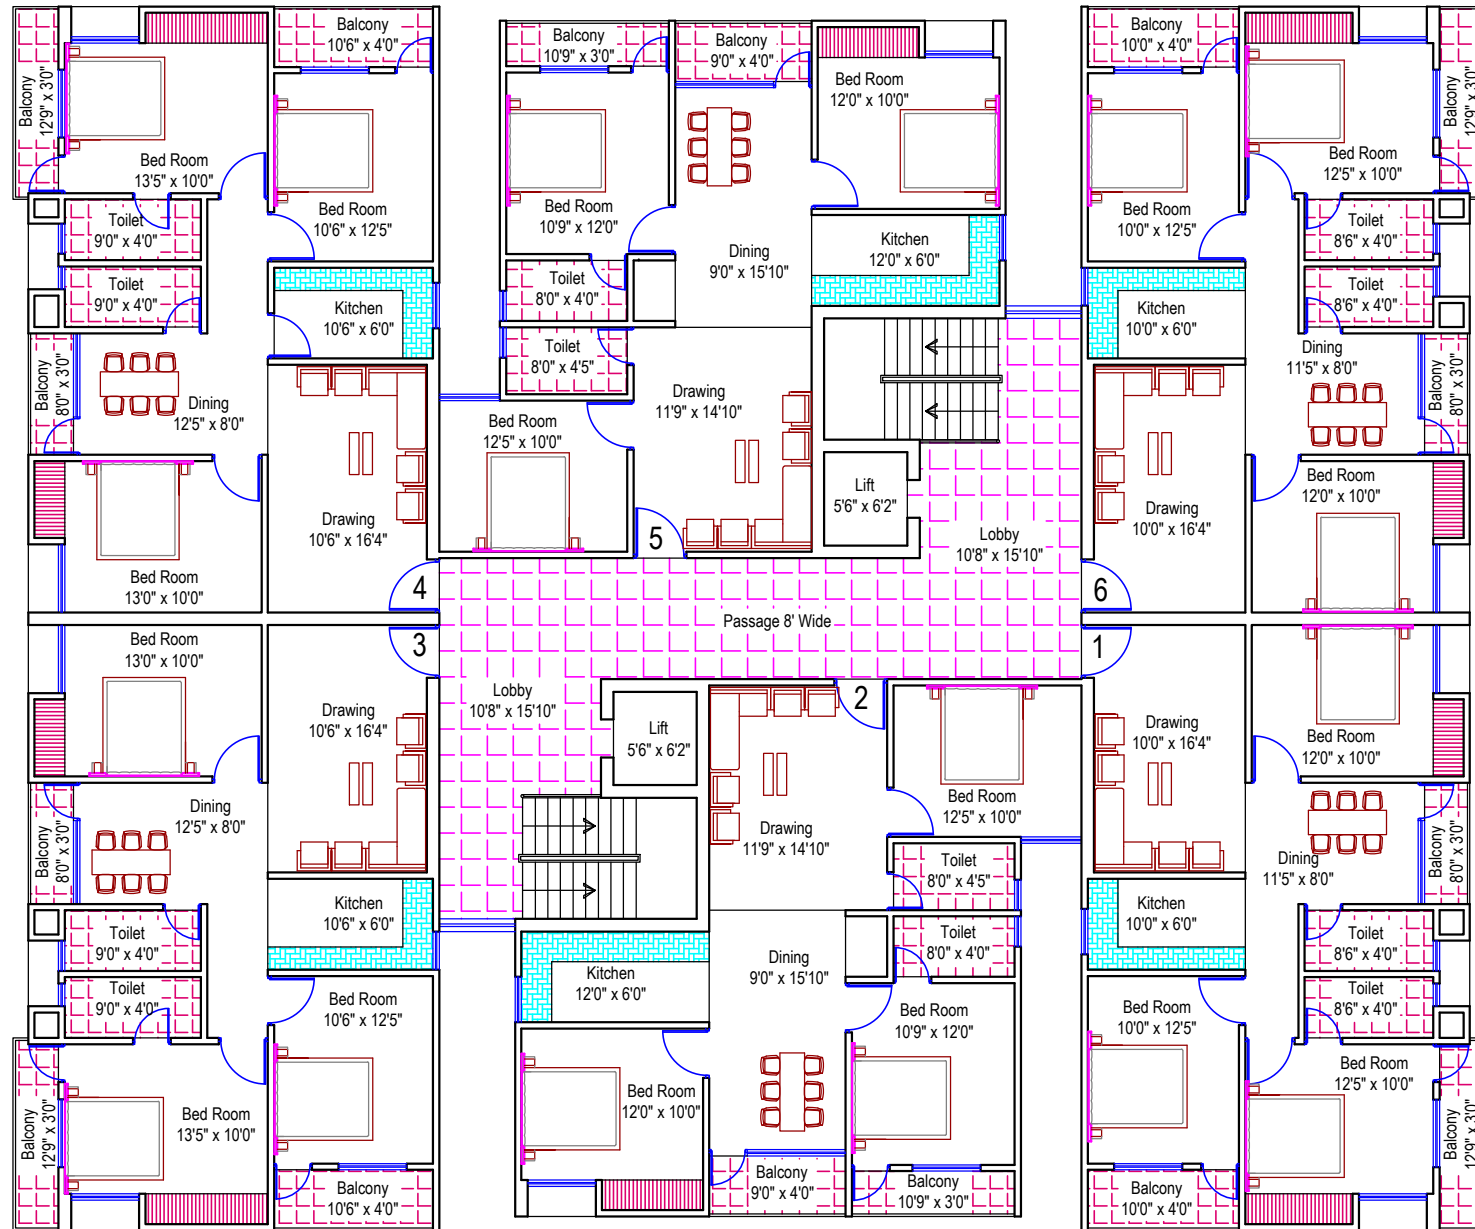 Balcony
12'9" x 3'0"
Bed Room
13'5" x 10'0"
Balcony
10'6" x 4'0"
Bed Room
10'6" x 12'5"
Toilet
9'0" x 4'0"
Toilet
9'0" x 4'0"
Kitchen
10'6" x 6'0"
Balcony
8'0" x 3'0"
Dining
12'5" x 8'0"
Drawing
10'6" x 16'4"
Bed Room
13'0" x 10'0"
4
Balcony
10'9" x 3'0"
Balcony
9'0" x 4'0"
Bed Room
12'0" x 10'0"
Bed Room
10'9" x 12'0"
Dining
9'0" x 15'10"
Kitchen
12'0" x 6'0"
Toilet
8'0" x 4'0"
Toilet
8'0" x 4'5"
Drawing
11'9" x 14'10"
Bed Room
12'5" x 10'0"
5
Lift
5'6" x 6'2"
Lobby
10'8" x 15'10"
Balcony
10'0" x 4'0"
Balcony
12'9" x 3'0"
Bed Room
12'5" x 10'0"
Bed Room
10'0" x 12'5"
Toilet
8'6" x 4'0"
Toilet
8'6" x 4'0"
Kitchen
10'0" x 6'0"
Dining
11'5" x 8'0"
Balcony
8'0" x 3'0"
Bed Room
12'0" x 10'0"
Drawing
10'0" x 16'4"
6
Passage 8' Wide
3
Bed Room
13'0" x 10'0"
Drawing
10'6" x 16'4"
Lobby
10'8" x 15'10"
Dining
12'5" x 8'0"
Balcony
8'0" x 3'0"
Kitchen
10'6" x 6'0"
Toilet
9'0" x 4'0"
Toilet
9'0" x 4'0"
Bed Room
10'6" x 12'5"
Bed Room
13'5" x 10'0"
Balcony
12'9" x 3'0"
Balcony
10'6" x 4'0"
Lift
5'6" x 6'2"
2
Drawing
11'9" x 14'10"
Bed Room
12'5" x 10'0"
Toilet
8'0" x 4'5"
Toilet
8'0" x 4'0"
Dining
9'0" x 15'10"
Kitchen
12'0" x 6'0"
Bed Room
10'9" x 12'0"
Bed Room
12'0" x 10'0"
Balcony
9'0" x 4'0"
Balcony
10'9" x 3'0"
1
Drawing
10'0" x 16'4"
Bed Room
12'0" x 10'0"
Balcony
8'0" x 3'0"
Dining
11'5" x 8'0"
Kitchen
10'0" x 6'0"
Toilet
8'6" x 4'0"
Toilet
8'6" x 4'0"
Bed Room
10'0" x 12'5"
Bed Room
12'5" x 10'0"
Balcony
12'9" x 3'0"
Balcony
10'0" x 4'0"